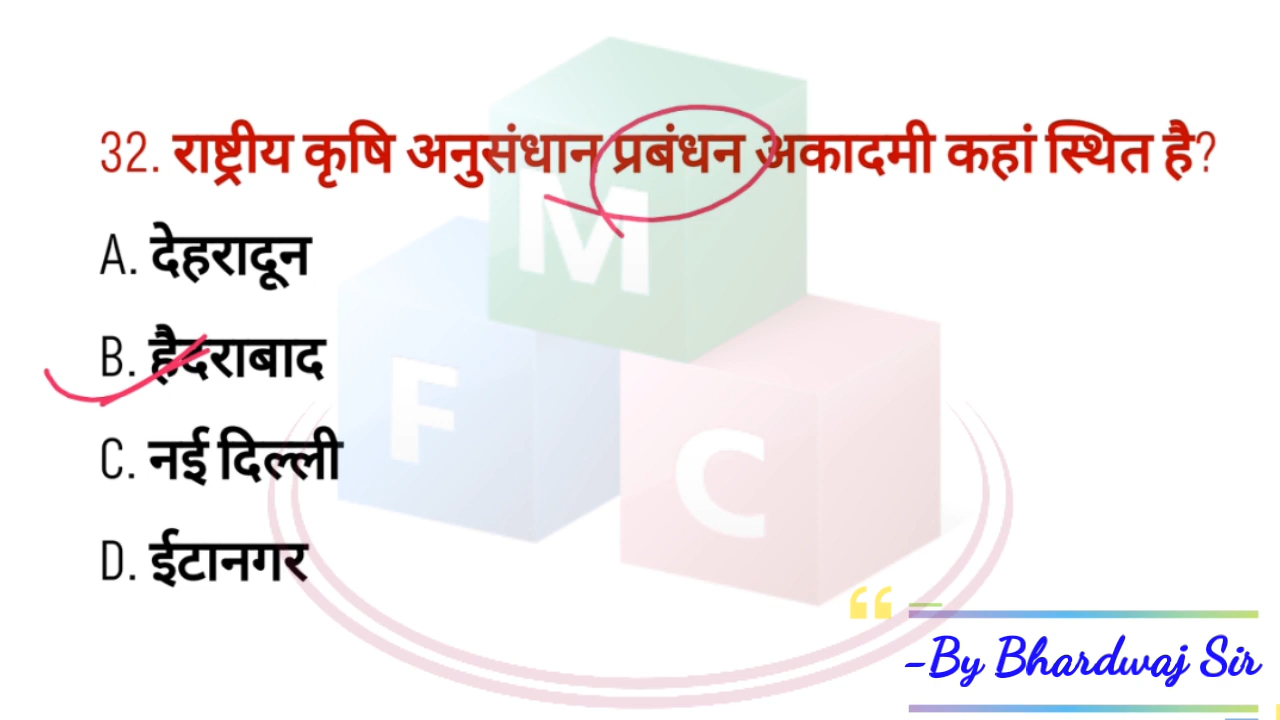 32. राष्ट्रीय कृषि अनुसंधान प्रबंधन अकादमी कहां स्थित है?
A. देहरादून
B. हैदराबाद
C. नई दिल्ली
D. ईटानगर
M
F
C
“
-By Bhardwaj Sir